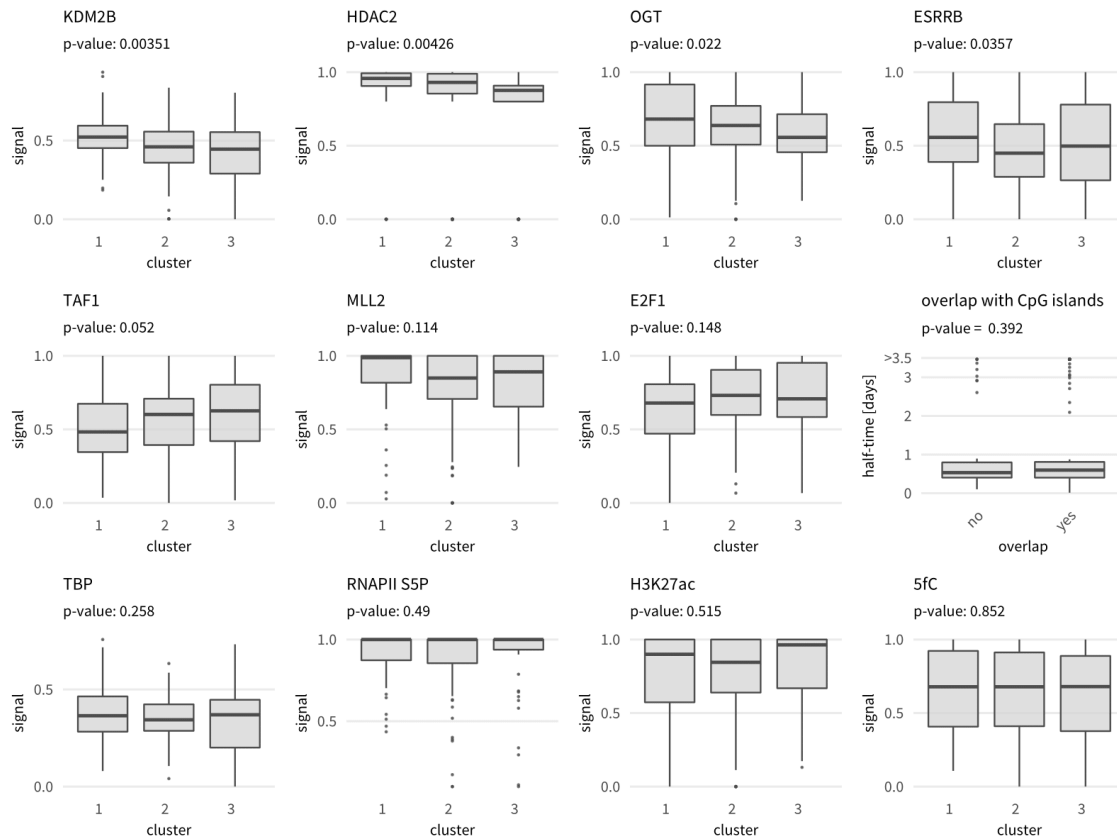 KDM2B
p-value: 0.00351
signal
0.5
0.0
1 2 3
cluster
HDAC2
p-value: 0.00426
signal
1.0
0.5
0.0
1 2 3
cluster
OGT
p-value: 0.022
signal
1.0
0.5
0.0
1 2 3
cluster
ESRRB
p-value: 0.0357
signal
1.0
0.5
0.0
1 2 3
cluster
TAF1
p-value: 0.052
signal
1.0
0.5
0.0
1 2 3
cluster
MLL2
p-value: 0.114
signal
1.0
0.5
0.0
1 2 3
cluster
E2F1
p-value: 0.148
signal
1.0
0.5
0.0
1 2 3
cluster
overlap with CpG islands
p-value = 0.392
half-time [days]
>3.5
3
2
1
0
no yes
overlap
TBP
p-value: 0.258
signal
0.5
0.0
1 2 3
cluster
RNAPII S5P
p-value: 0.49
signal
1.0
0.5
1 2 3
cluster
H3K27ac
p-value: 0.515
signal
1.0
0.5
0.0
1 2 3
cluster
5fC
p-value: 0.852
signal
1.0
0.5
0.0
1 2 3
cluster